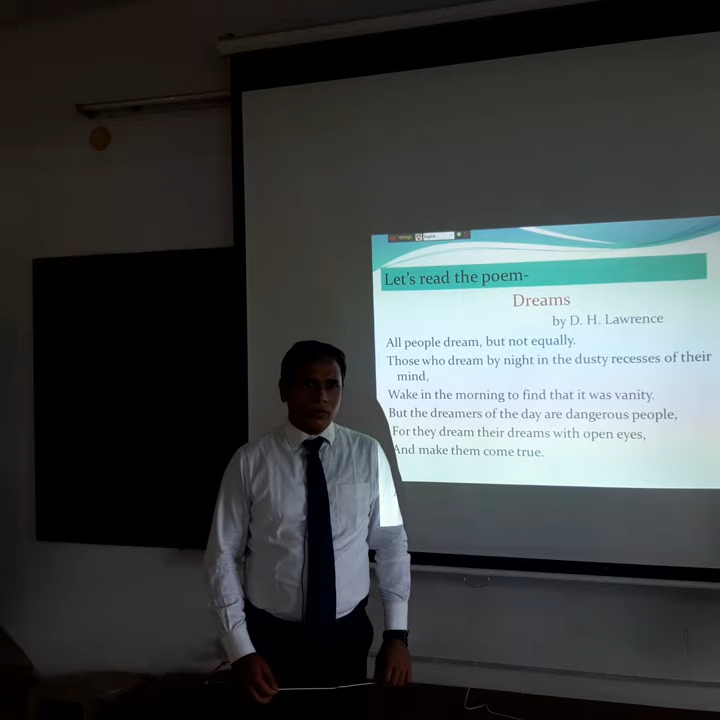 Let's read the poem-
Dreams
by D. H. Lawrence
All people dream, but not equally.
Those who dream by night in the dusty recesses of their
mind,
Wake in the morning to find that it was vanity.
But the dreamers of the day are dangerous people,
For they dream their dreams with open eyes,
And make them come true.